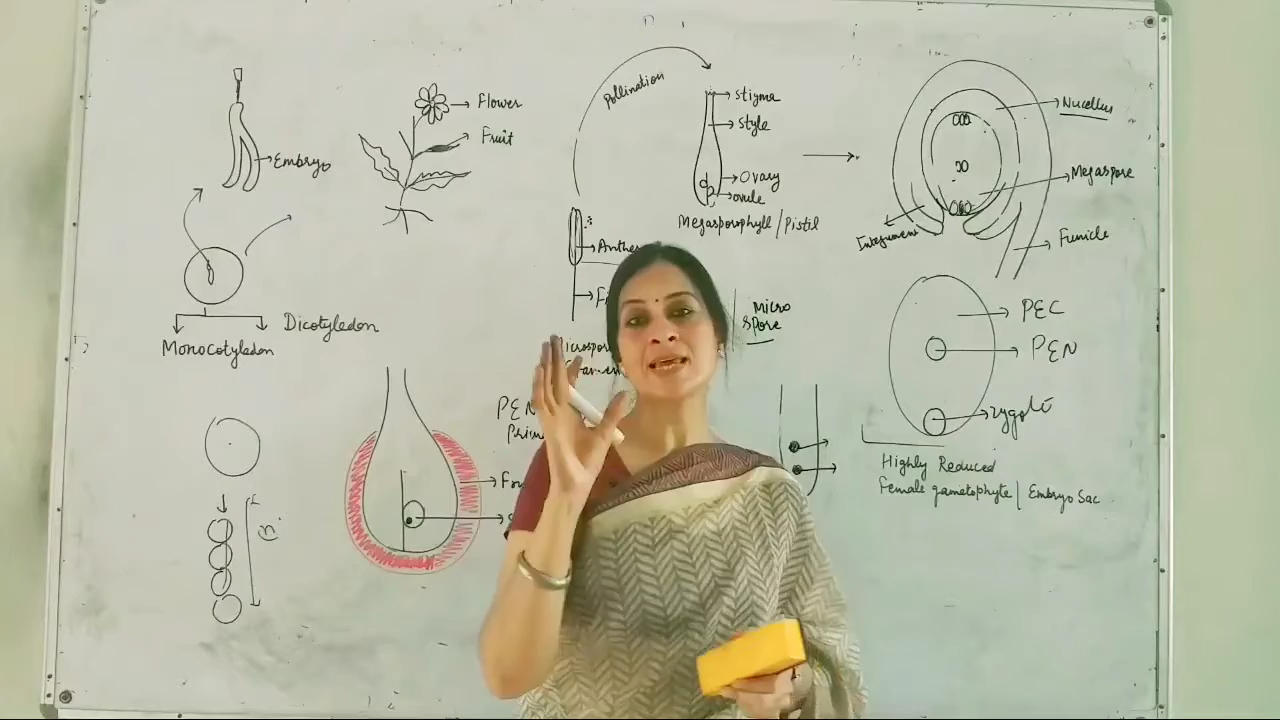 Pollination
Flower
Fruit
Embryo
Stigma
Style
Ovary
ovule
Megasporophyll / Pistil
Nucellus
Megaspore
Integument
Funicle
Micro
Spore
PEC
PEN
Zygote
Dicotyledon
Monocotyledon
PEN
Highly Reduced
Female gametophyte | Embryo Sac